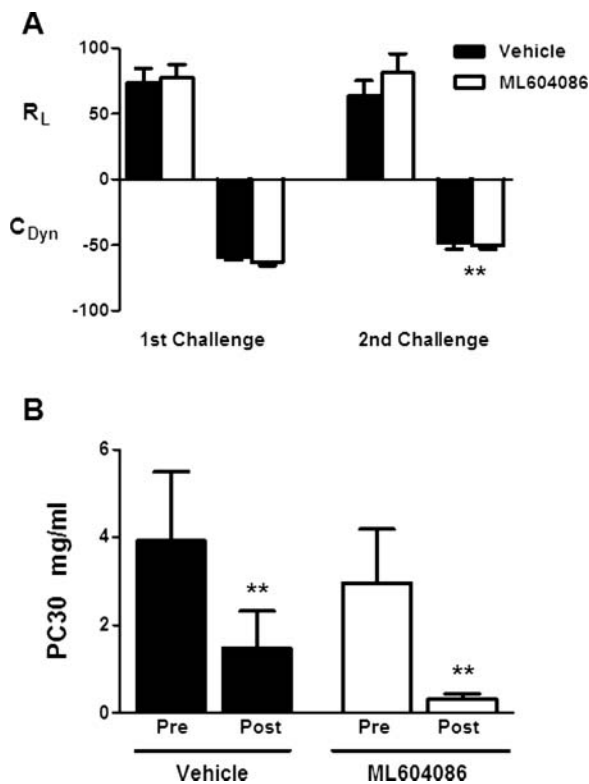 A
100
50
0
-50
-100
R_L
C_Dyn
Vehicle
ML604086
**
1st Challenge 2nd Challenge
B
PC30 mg/ml
6
4
2
0
**
**
Pre Post Pre Post
Vehicle ML604086